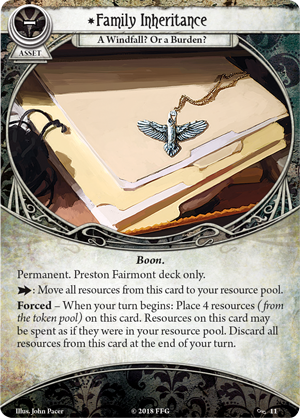 *Family Inheritance
A Windfall? Or a Burden?
ASSET
Boon.
Permanent. Preston Fairmont deck only.
: Move all resources from this card to your resource pool.
Forced – When your turn begins: Place 4 resources (from
the token pool) on this card. Resources on this card may
be spent as if they were in your resource pool. Discard all
resources from this card at the end of your turn.
Illus. John Pacer
© 2018 FFG
11